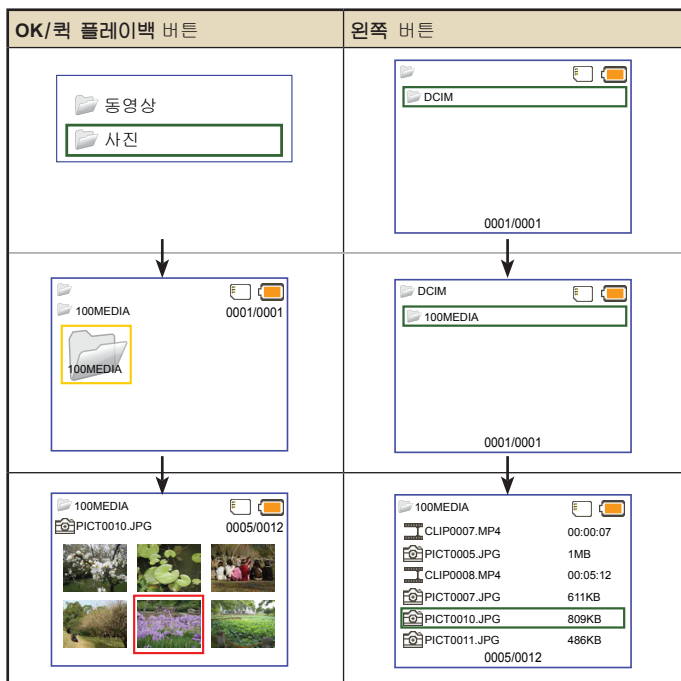 OK/퀵 플레이백 버튼
왼쪽 버튼
동영상
사진
DCIM
0001/0001
100MEDIA
0001/0001
100MEDIA
DCIM
100MEDIA
0001/0001
100MEDIA
PICT0010.JPG
0005/0012
100MEDIA
CLIP0007.MP4 00:00:07
PICT0005.JPG 1MB
CLIP0008.MP4 00:05:12
PICT0007.JPG 611KB
PICT0010.JPG 809KB
PICT0011.JPG 486KB
0005/0012